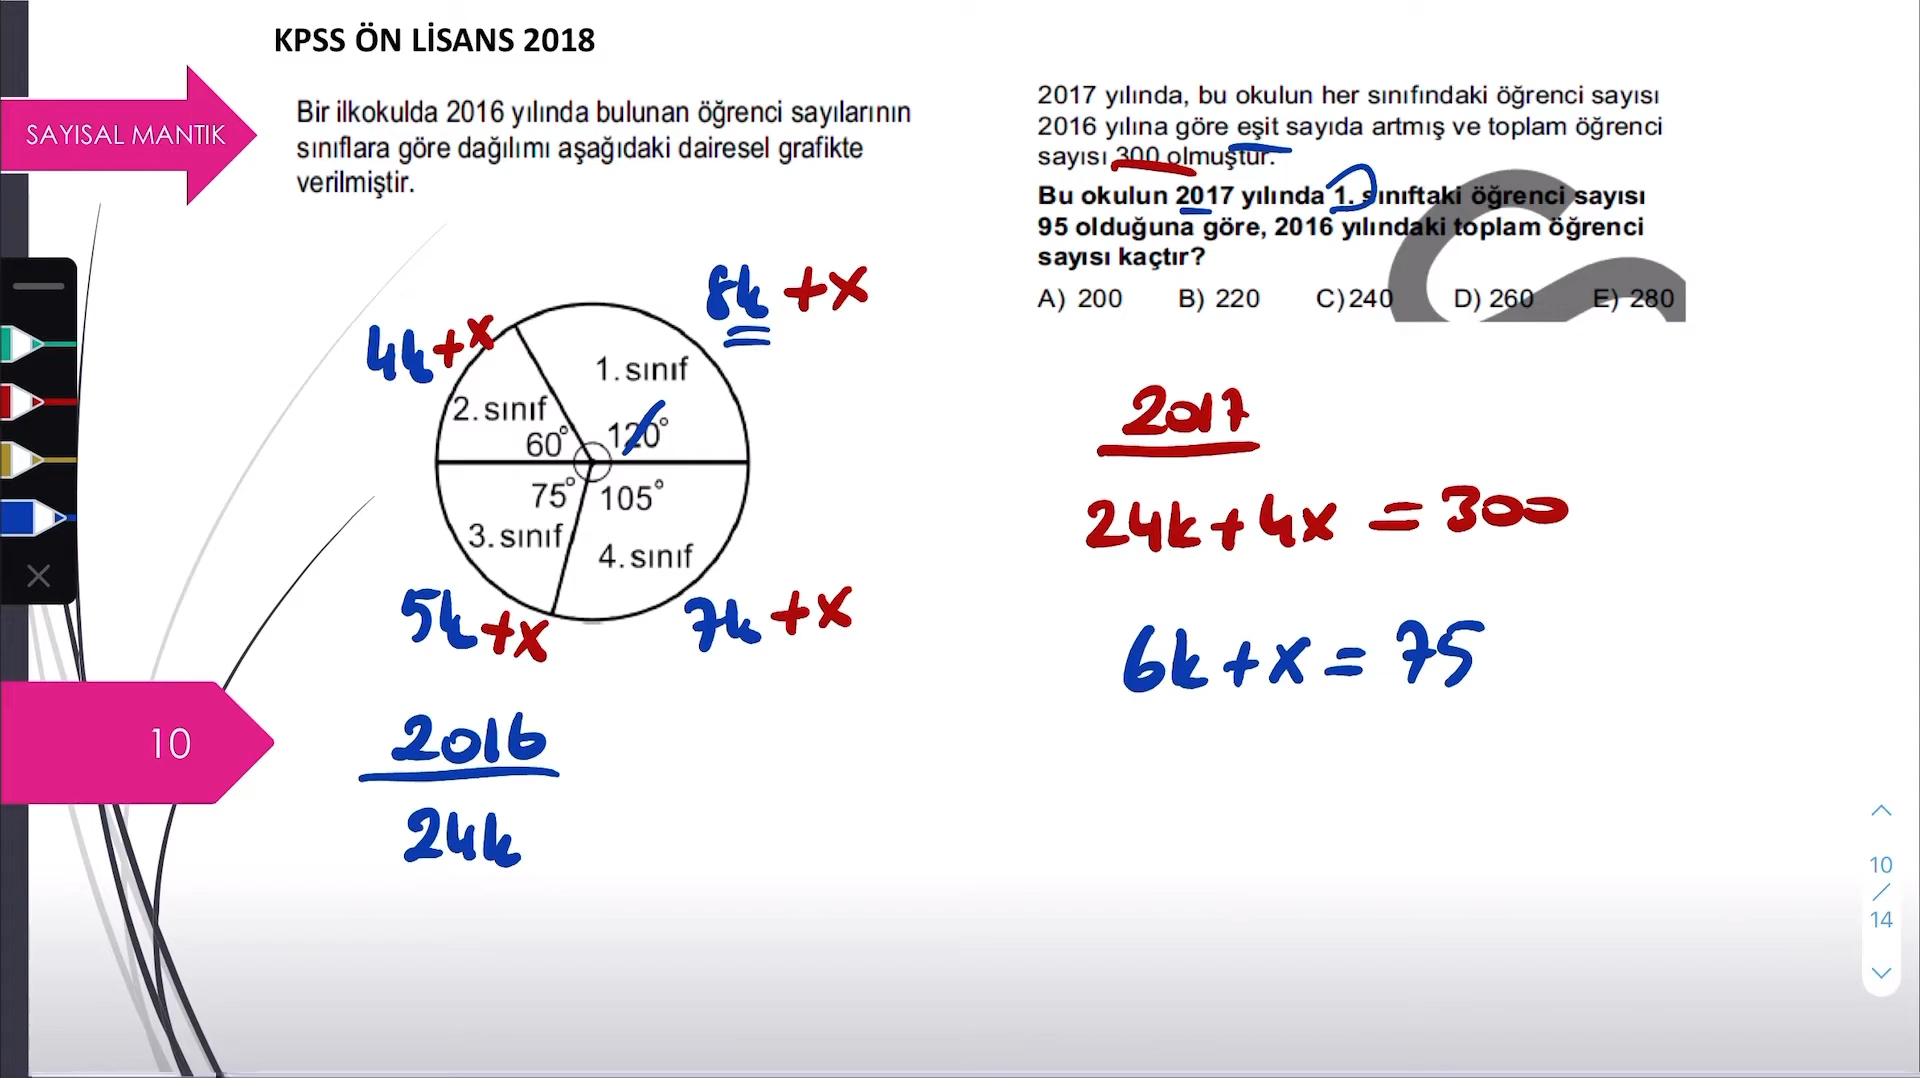 KPSS ÖN LİSANS 2018
SAYISAL MANTIK
Bir ilkokulda 2016 yılında bulunan öğrenci sayılarının
sınıflara göre dağılımı aşağıdaki dairesel grafikte
verilmiştir.
4k+x
8k +x
1. sınıf
120°
2. sınıf
60°
75°
3. sınıf
105°
4. sınıf
5k+x
7k+x
2016
24k
10
2017 yılında, bu okulun her sınıfındaki öğrenci sayısı
2016 yılına göre eşit sayıda artmış ve toplam öğrenci
sayısı 300 olmuştur.
Bu okulun 2017 yılında 1. sınıftaki öğrenci sayısı
95 olduğuna göre, 2016 yılındaki toplam öğrenci
sayısı kaçtır?
A) 200 B) 220 C) 240 D) 260 E) 280
2017
24k+4x = 300
6k+x = 75
10
/
14